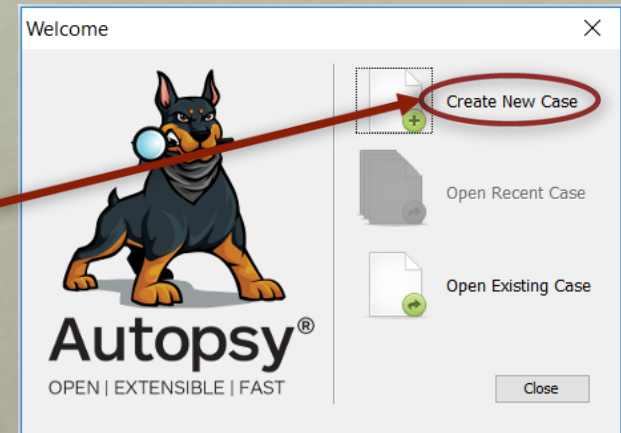 Welcome
Create New Case
Open Recent Case
Open Existing Case
Autopsy®
OPEN | EXTENSIBLE | FAST
Close